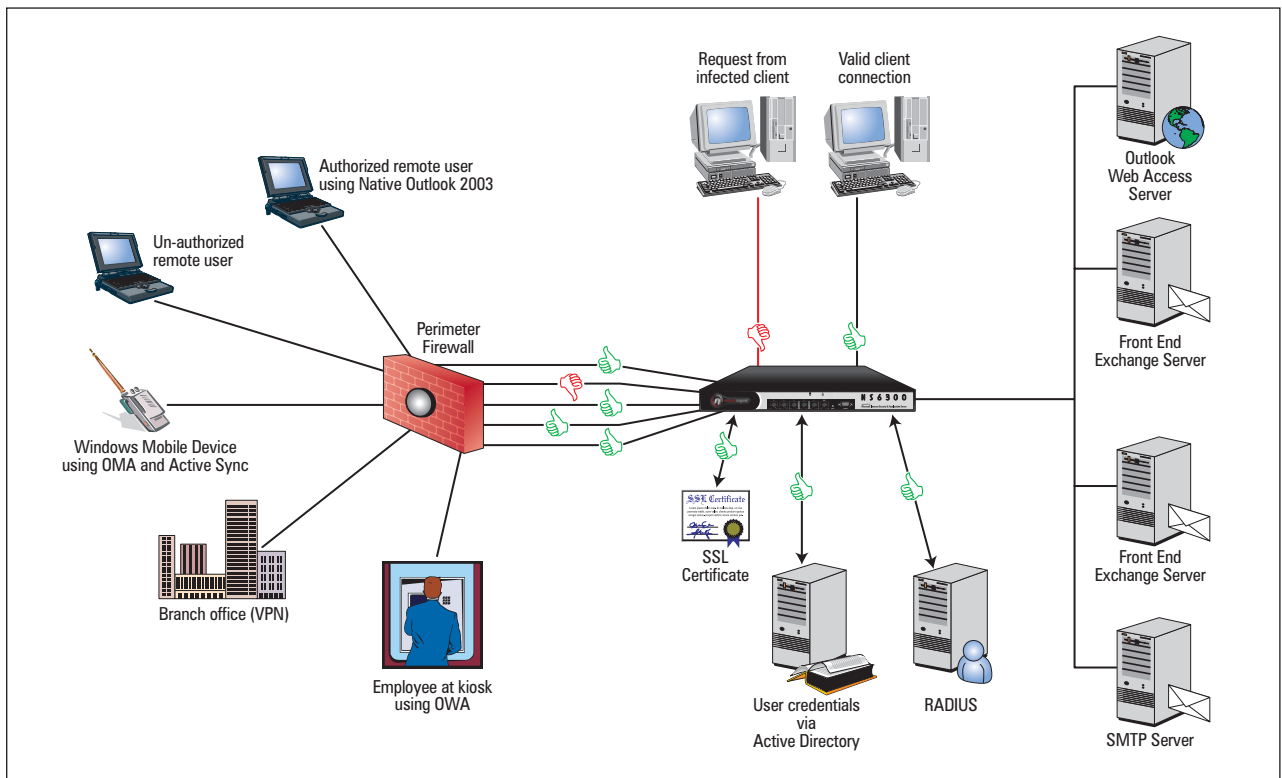 Request from
infected client
Valid client
connection
Authorized remote user
using Native Outlook 2003
Un-authorized
remote user
Perimeter
Firewall
Windows Mobile Device
using OMA and Active Sync
Branch office (VPN)
Employee at kiosk
using OWA
NS6300
SSL Certificate
SSL
Certificate
User credentials
via
Active Directory
RADIUS
Outlook
Web Access
Server
Front End
Exchange Server
Front End
Exchange Server
SMTP Server